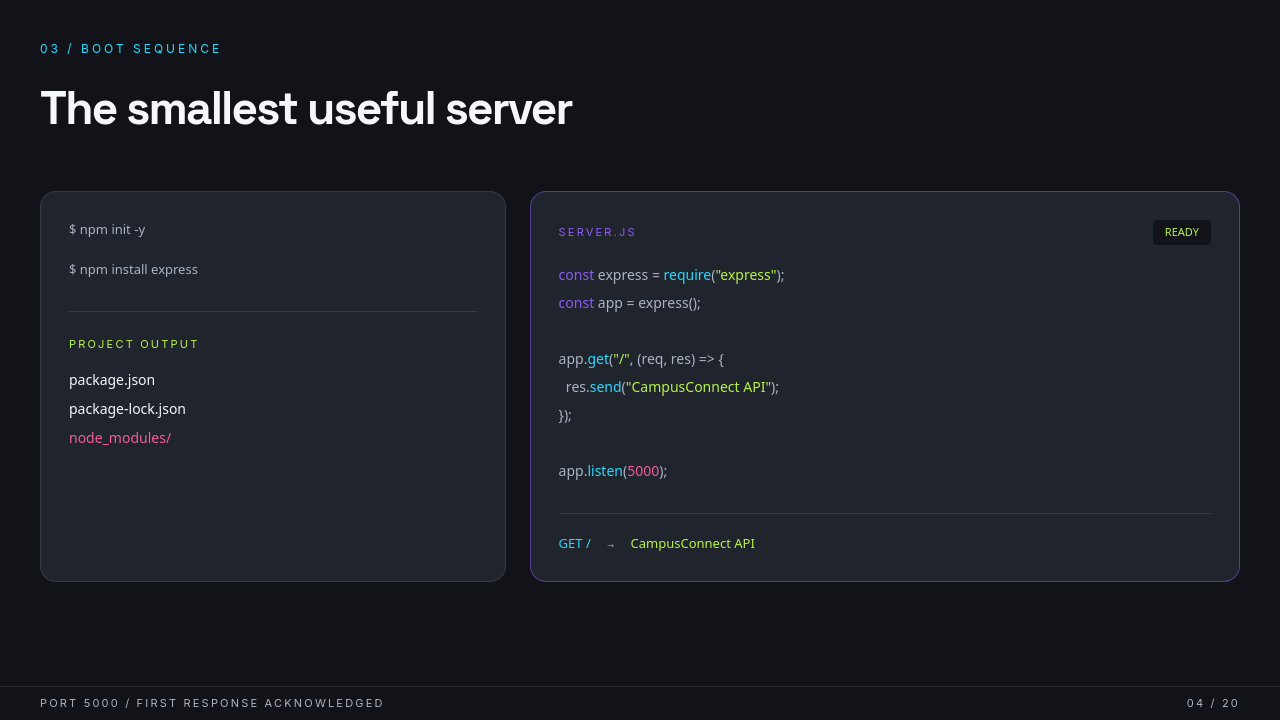 03 / BOOT SEQUENCE
The smallest useful server
$ npm init -y
$ npm install express
PROJECT OUTPUT
package.json
package-lock.json
node_modules/
SERVER.JS
READY
const express = require("express");
const app = express();
app.get("/", (req, res) => {
  res.send("CampusConnect API");
});
app.listen(5000);
GET / → CampusConnect API
PORT 5000 / FIRST RESPONSE ACKNOWLEDGED
04 / 20